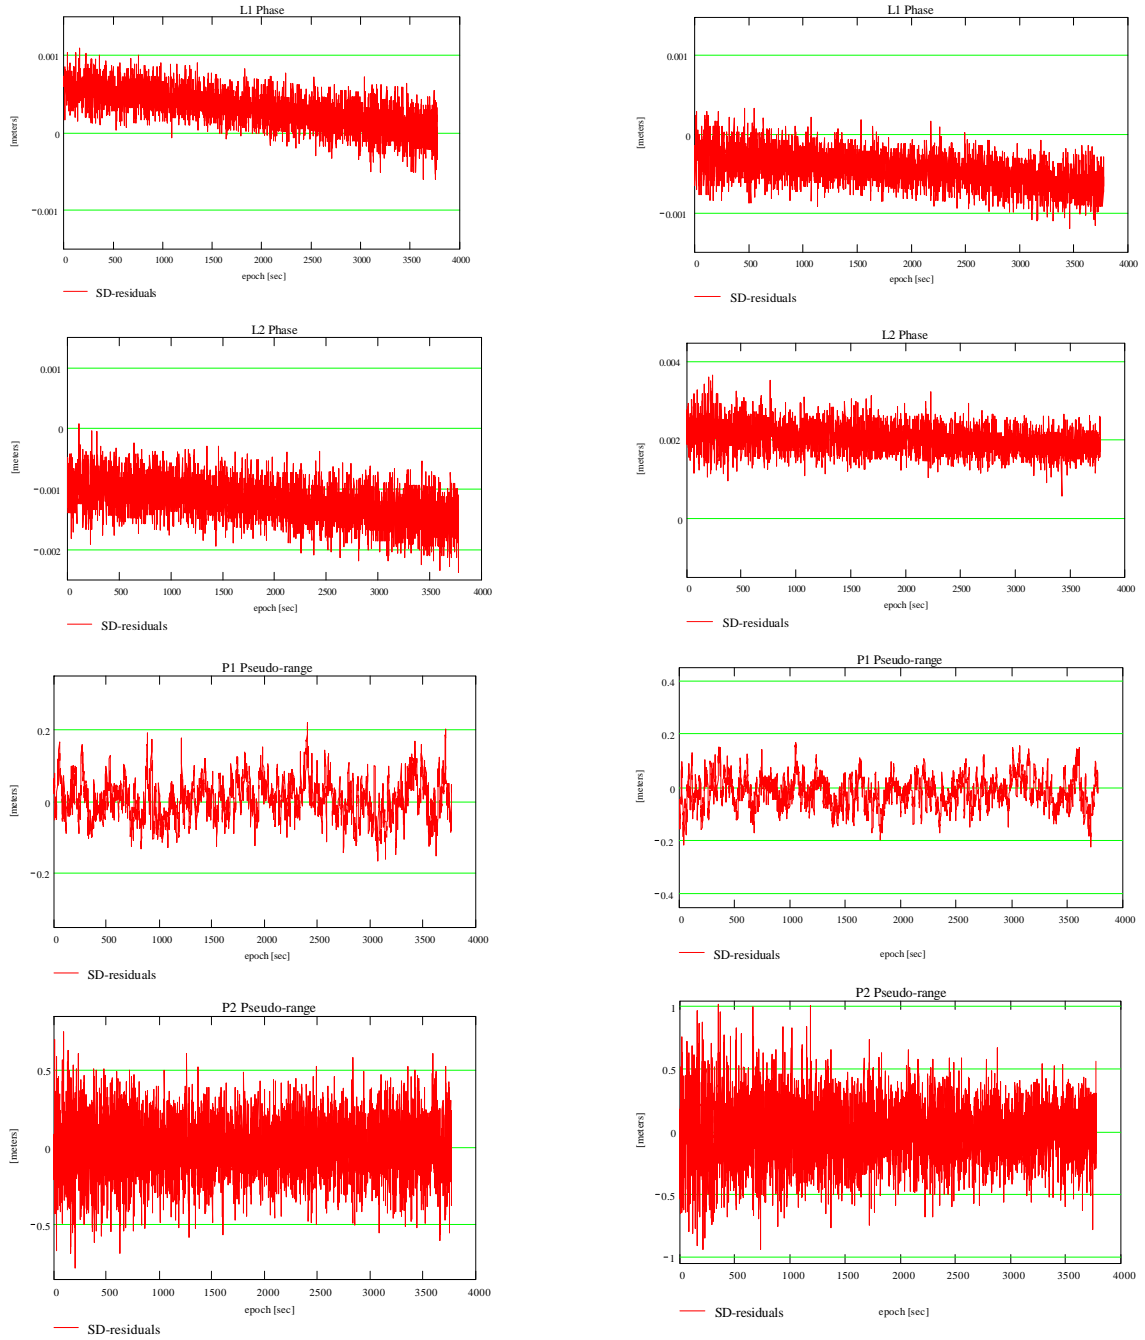 L1 Phase
0.001
0
−0.001
[meters]
0 500 1000 1500 2000 2500 3000 3500 4000
epoch [sec]
SD-residuals
L1 Phase
0.001
0
−0.001
[meters]
0 500 1000 1500 2000 2500 3000 3500 4000
epoch [sec]
SD-residuals
L2 Phase
0.001
0
−0.001
−0.002
[meters]
0 500 1000 1500 2000 2500 3000 3500 4000
epoch [sec]
SD-residuals
L2 Phase
0.004
0.002
0
[meters]
0 500 1000 1500 2000 2500 3000 3500 4000
epoch [sec]
SD-residuals
P1 Pseudo-range
0.2
0
−0.2
[meters]
0 500 1000 1500 2000 2500 3000 3500 4000
epoch [sec]
SD-residuals
P1 Pseudo-range
0.4
0.2
0
−0.2
−0.4
[meters]
0 500 1000 1500 2000 2500 3000 3500 4000
SD-residuals epoch [sec]
P2 Pseudo-range
0.5
0
−0.5
[meters]
0 500 1000 1500 2000 2500 3000 3500 4000
epoch [sec]
SD-residuals
P2 Pseudo-range
1
0.5
0
−0.5
−1
[meters]
0 500 1000 1500 2000 2500 3000 3500 4000
SD-residuals epoch [sec]